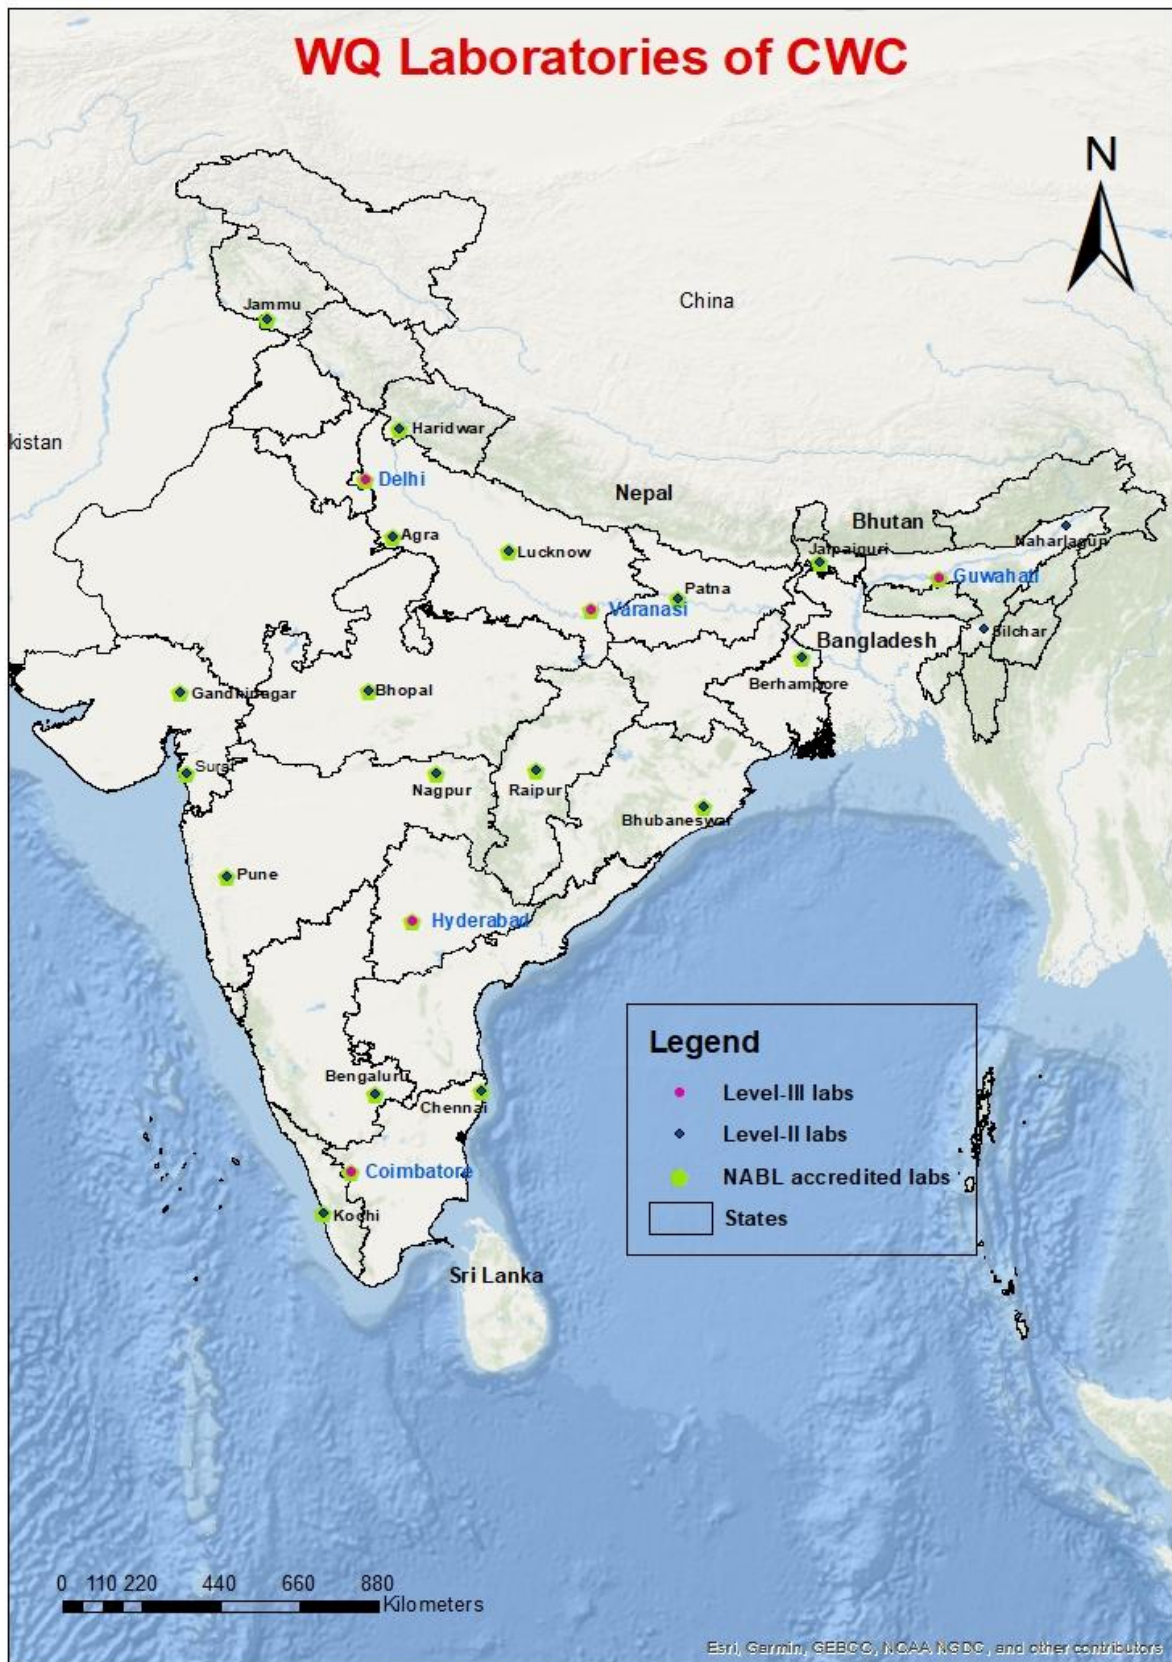 WQ Laboratories of CWC
N
China
Jammu
kistan
Haridwar
Delhi
Nepal
Agra
Bhutan
Naharlagun
Lucknow
Jalpaiguri
Guwahati
Patna
Varanasi
Silchar
Bangladesh
Berhampore
Gandhinagar
Bhopal
Surat
Nagpur
Raipur
Bhubaneswar
Pune
Hyderabad
Legend
Level-III labs
Level-II labs
NABL accredited labs
States
Bengaluru
Chennai
Coimbatore
Kochi
Sri Lanka
0 110 220 440 660 880
Kilometers
Esri, Garmin, GEBCO, NOAA NGDC, and other contributors